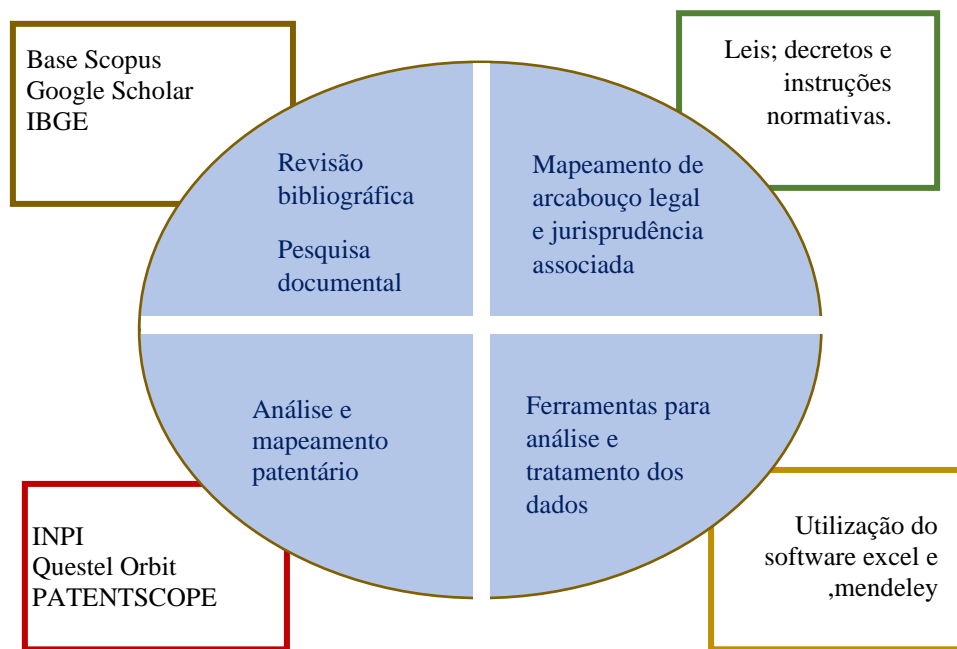 Base Scopus
Google Scholar
IBGE
Leis; decretos e
instruções
normativas.
Revisão
bibliográfica
Pesquisa
documental
Mapeamento de
arcabouço legal
e jurisprudência
associada
Análise e
mapeamento
patentário
Ferramentas para
análise e
tratamento dos
dados
INPI
Questel Orbit
PATENTSCOPE
Utilização do
software excel e
,mendeley